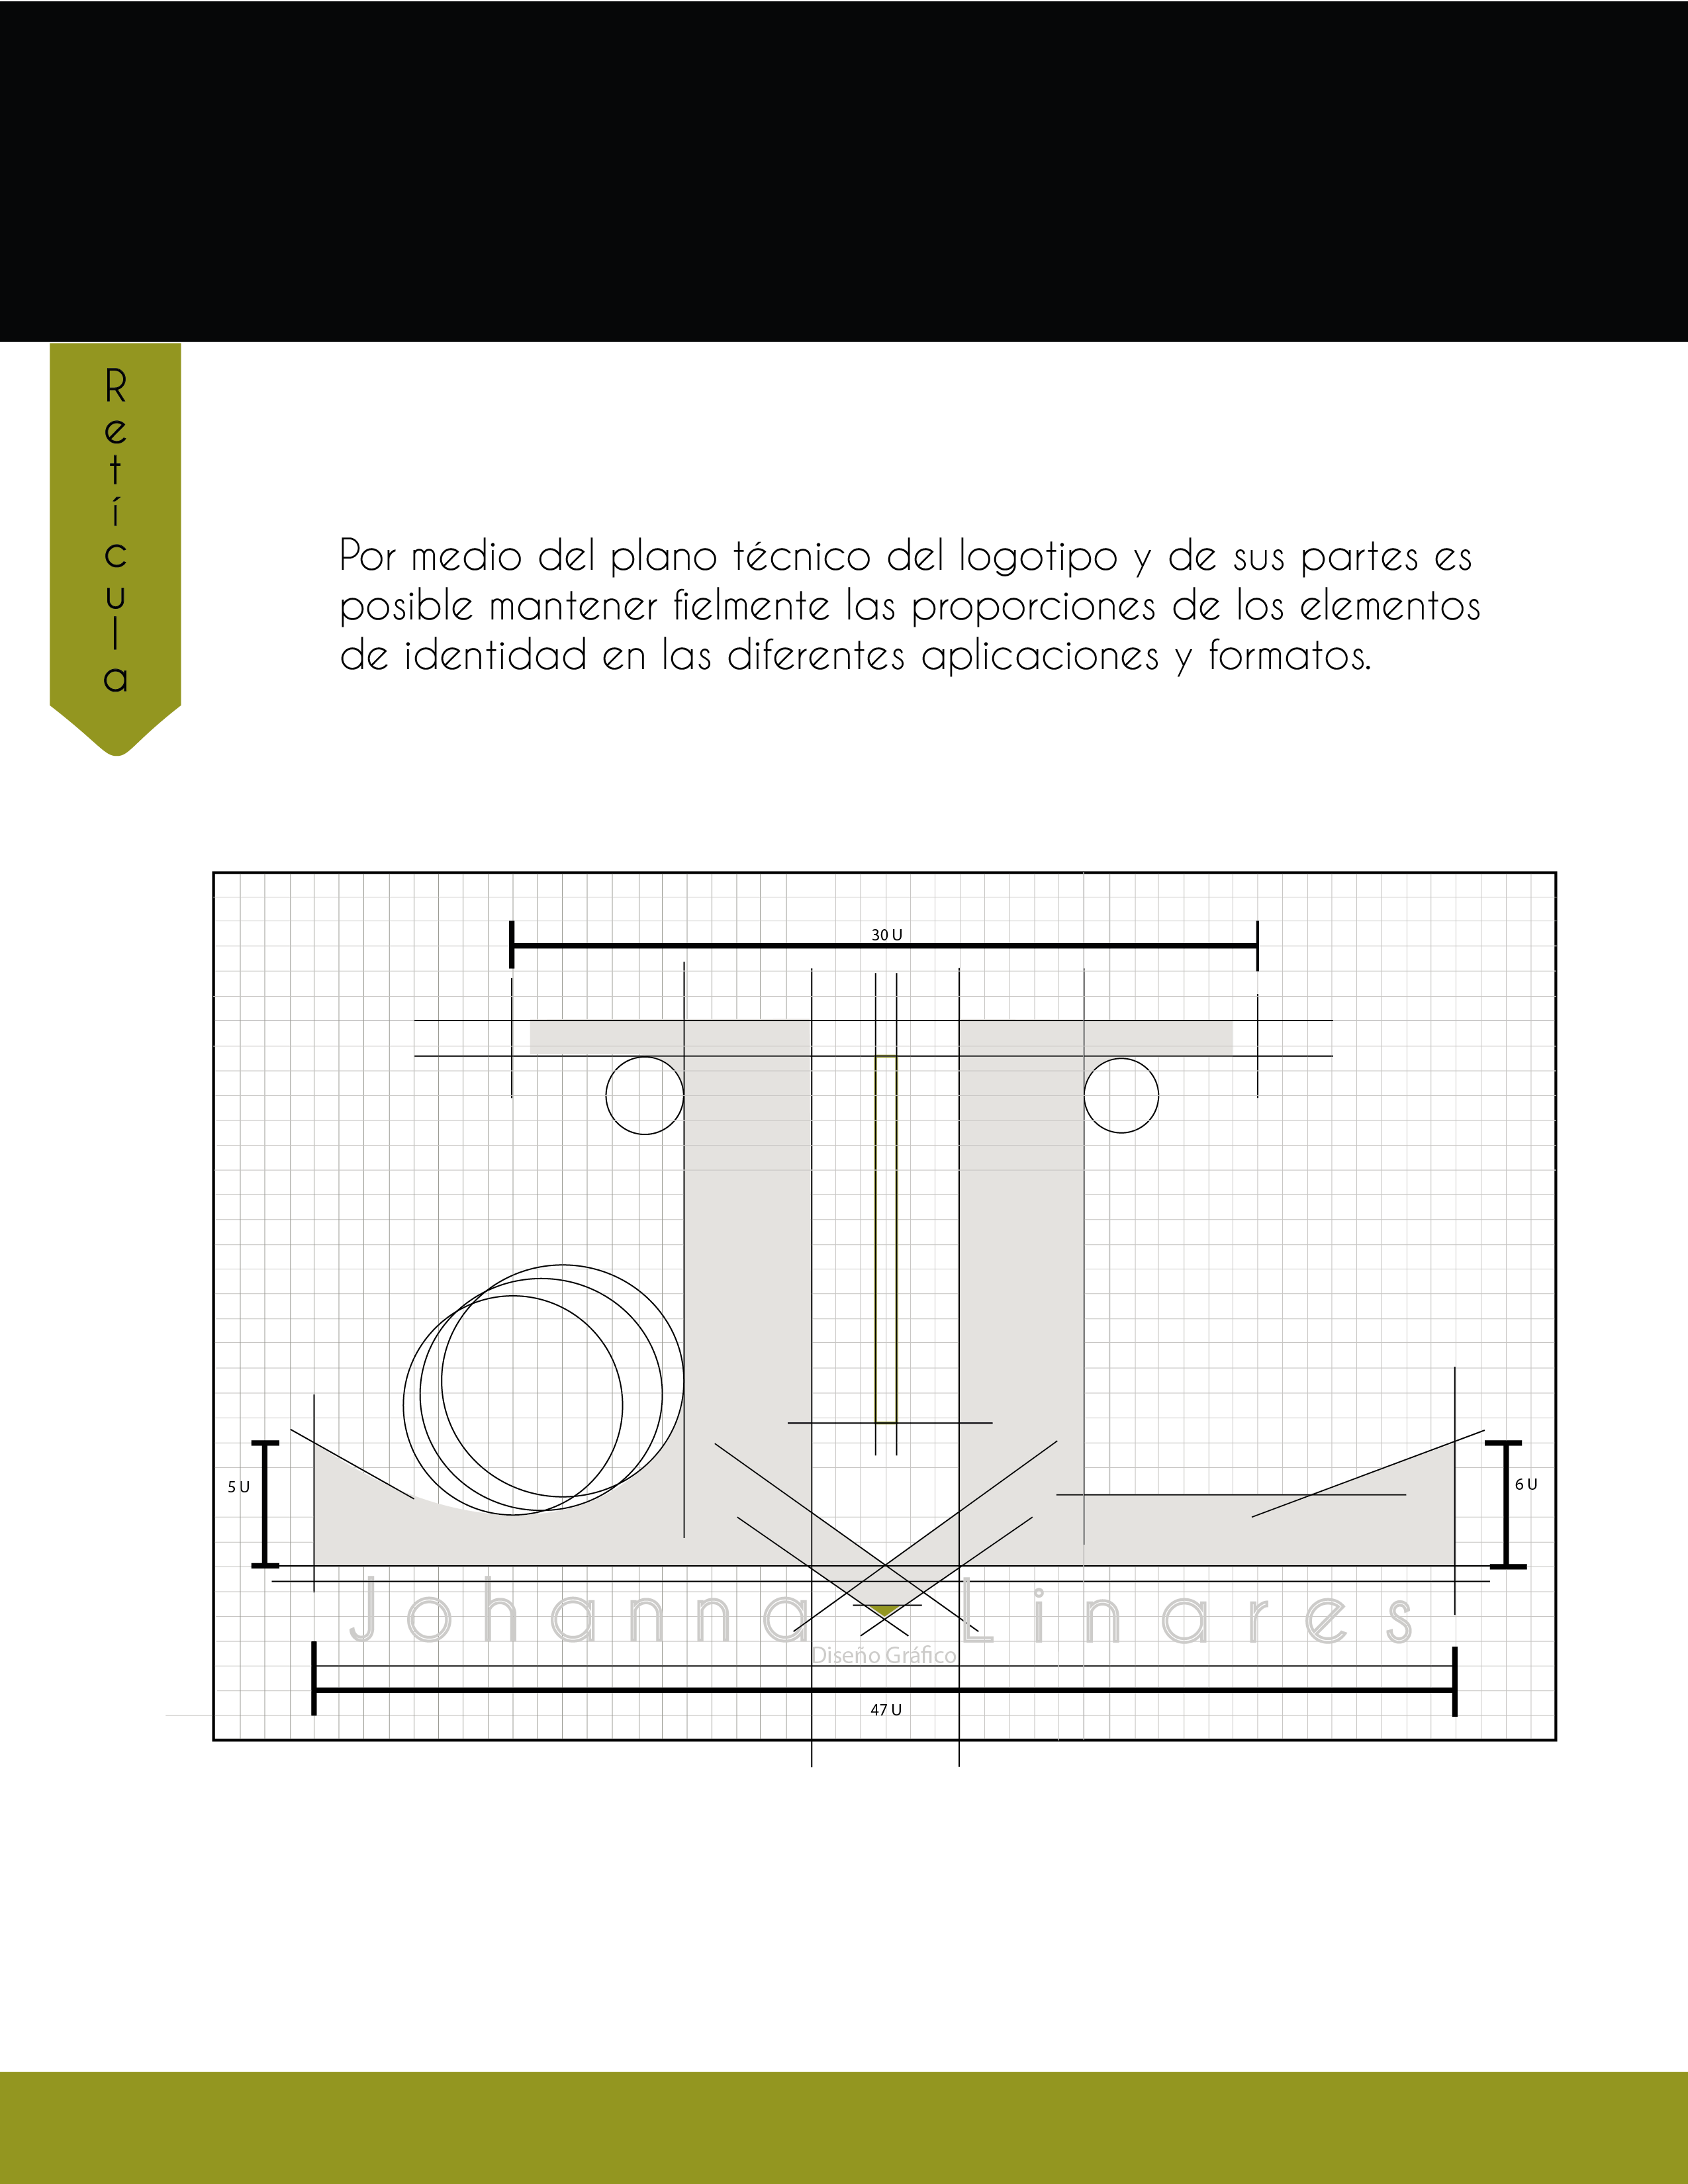 Retícula
Por medio del plano técnico del logotipo y de sus partes es
posible mantener fielmente las proporciones de los elementos
de identidad en las diferentes aplicaciones y formatos.
30 U
5 U
6 U
Johanna Linares
Diseño Gráfico
47 U